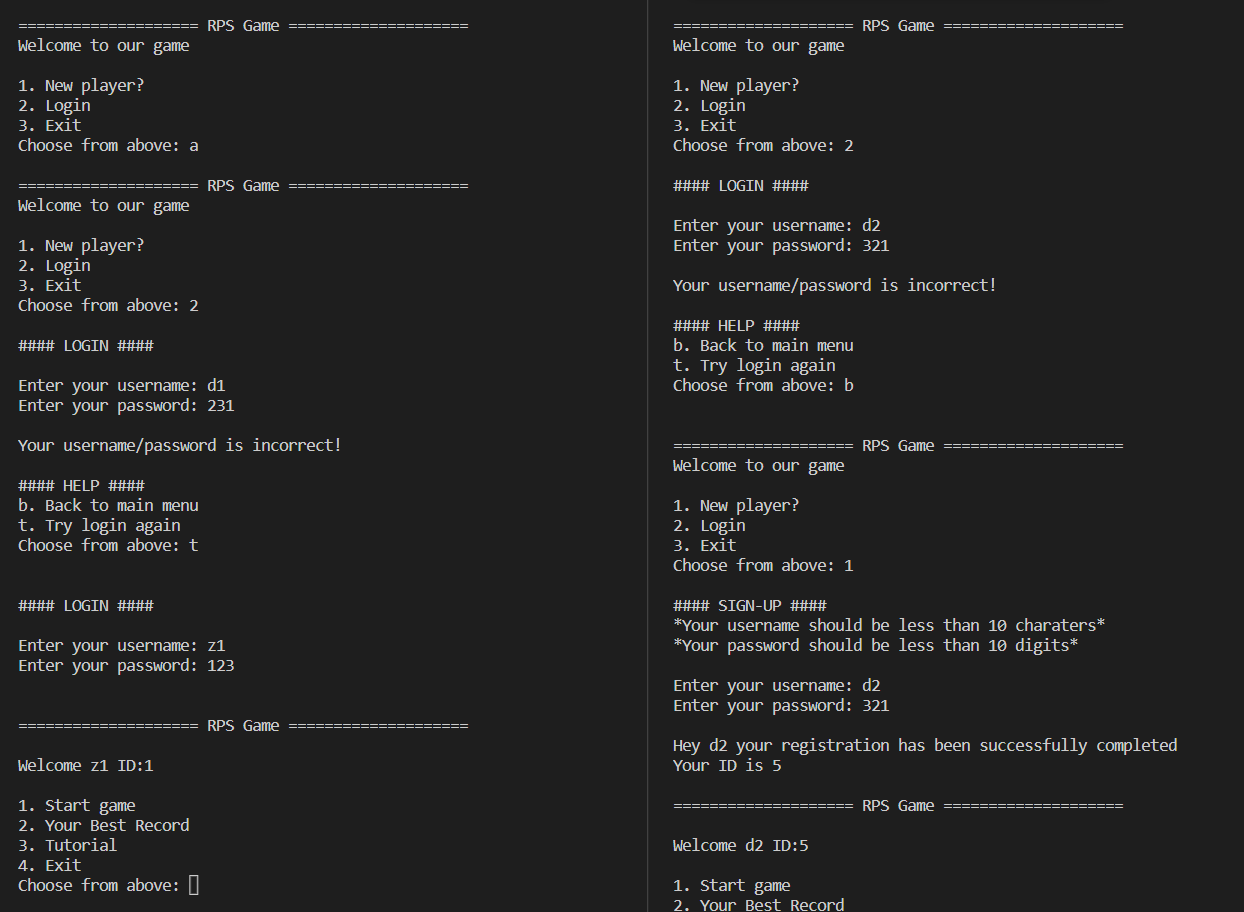 ==================== RPS Game ====================
Welcome to our game
1. New player?
2. Login
3. Exit
Choose from above: a
==================== RPS Game ====================
Welcome to our game
1. New player?
2. Login
3. Exit
Choose from above: 2
#### LOGIN ####
Enter your username: d1
Enter your password: 231
Your username/password is incorrect!
#### HELP ####
b. Back to main menu
t. Try login again
Choose from above: t
#### LOGIN ####
Enter your username: z1
Enter your password: 123
==================== RPS Game ====================
Welcome z1 ID:1
1. Start game
2. Your Best Record
3. Tutorial
4. Exit
Choose from above:
==================== RPS Game ====================
Welcome to our game
1. New player?
2. Login
3. Exit
Choose from above: 2
#### LOGIN ####
Enter your username: d2
Enter your password: 321
Your username/password is incorrect!
#### HELP ####
b. Back to main menu
t. Try login again
Choose from above: b
==================== RPS Game ====================
Welcome to our game
1. New player?
2. Login
3. Exit
Choose from above: 1
#### SIGN-UP ####
*Your username should be less than 10 charaters*
*Your password should be less than 10 digits*
Enter your username: d2
Enter your password: 321
Hey d2 your registration has been successfully completed
Your ID is 5
==================== RPS Game ====================
Welcome d2 ID:5
1. Start game
2. Your Best Record